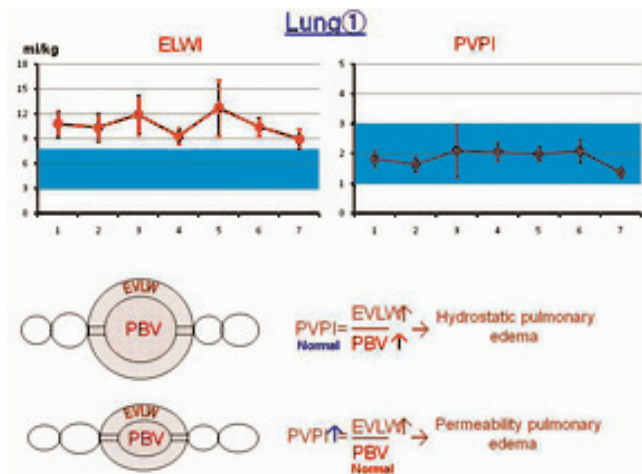 Lung①
ml/kg
ELWI
PVPI
18
15
12
9
6
3
0
1 2 3 4 5 6 7
5
4
3
2
1
0
1 2 3 4 5 6 7
EVLW
PBV
PVPI= EVLW↑ → Hydrostatic pulmonary
Normal PBV↑ edema
EVLW
PBV
PVPI↑= EVLW↑ → Permeability pulmonary
PBV edema
Normal